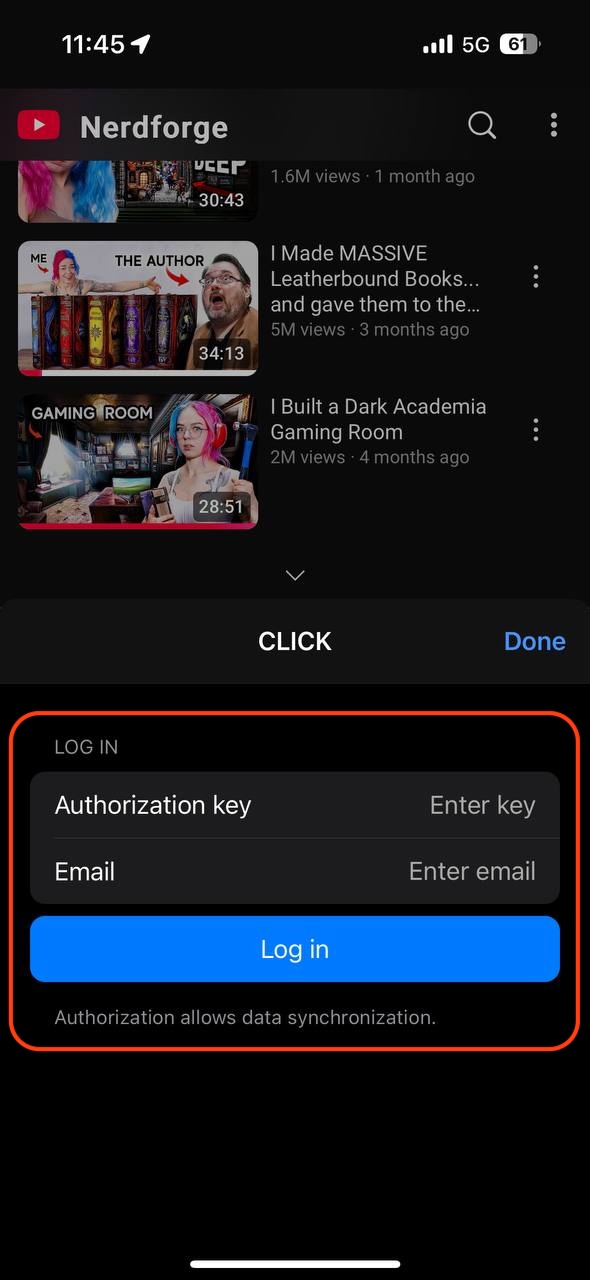 11:45
5G
61
Nerdforge
DEEP
30:43
1.6M views · 1 month ago
ME
THE AUTHOR
34:13
I Made MASSIVE
Leatherbound Books...
and gave them to the...
5M views · 3 months ago
GAMING ROOM
28:51
I Built a Dark Academia
Gaming Room
2M views · 4 months ago
CLICK
Done
LOG IN
Authorization key
Enter key
Email
Enter email
Log in
Authorization allows data synchronization.